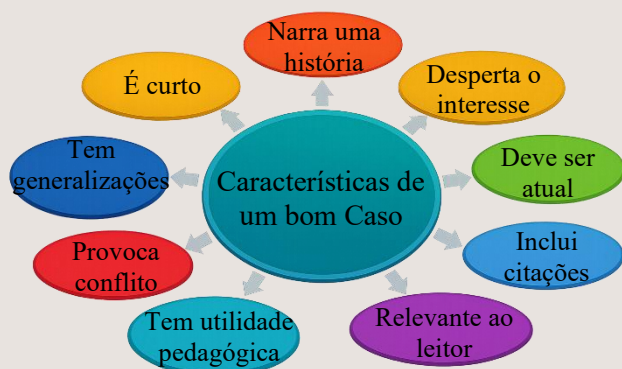 Narra uma
história
É curto
Desperta o
interesse
Tem
generalizações
Características de
um bom Caso
Deve ser
atual
Provoca
conflito
Inclui
citações
Tem utilidade
pedagógica
Relevante ao
leitor